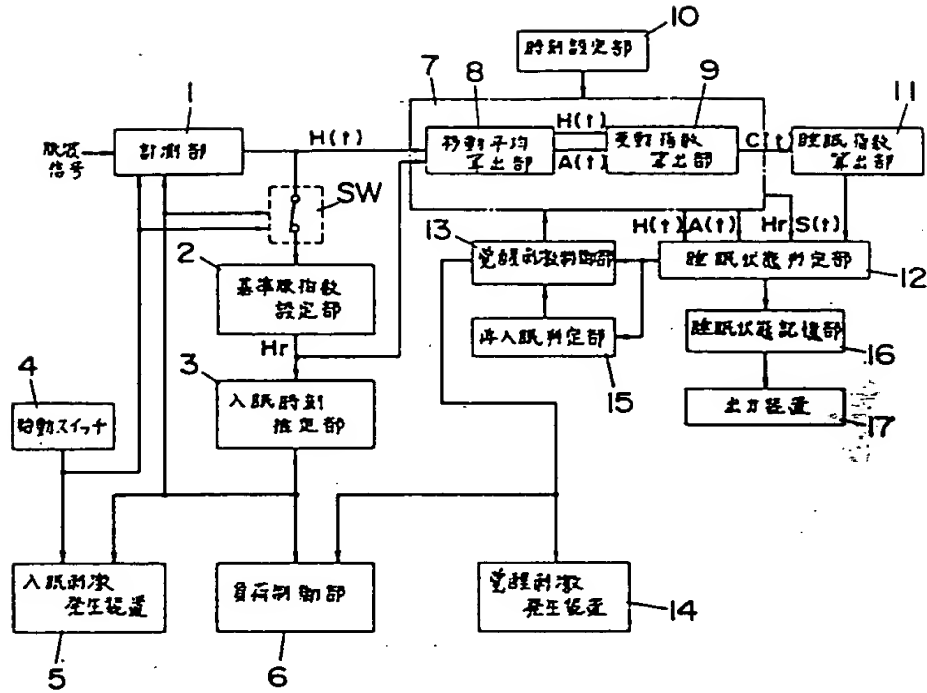 10
時刻設定部
7
8
9
11
1
H(t)
脈波
信号
計測部
H(t)
移動平均
算出部
A(t)
変動指数
算出部
C(t)
睡眠指数
算出部
SW
13
H(t) A(t)
Hr S(t)
2
覚醒刺激制御部
睡眠状態判定部
12
基準脈拍数
設定部
Hr
再入眠判定部
15
睡眠状態記憶部
16
4
3
始動スイッチ
入眠時刻
推定部
出力装置
17
入眠刺激
発生装置
5
負荷制御部
6
覚醒刺激
発生装置
14